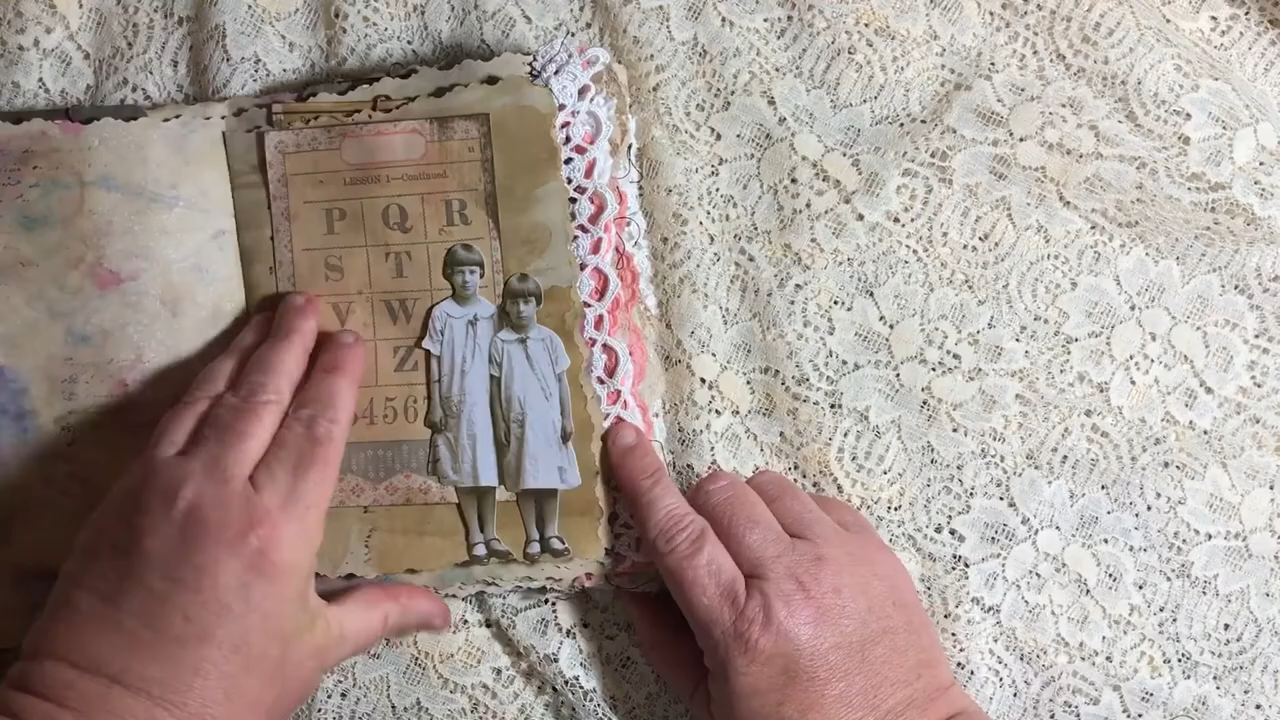 LESSON 1—Continued.
P Q R
S T
V W
Z
4567